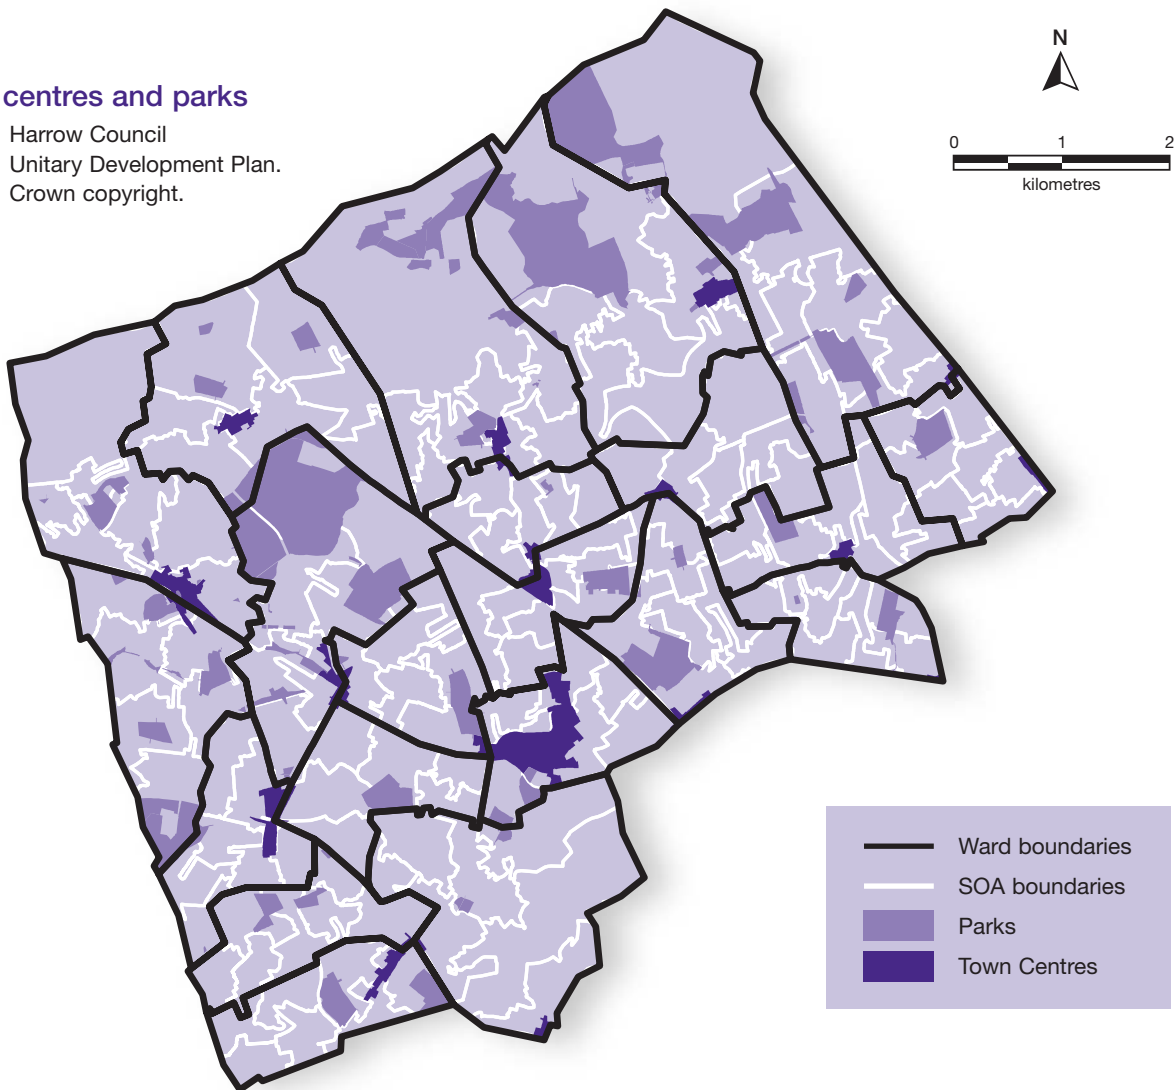 centres and parks
Harrow Council
Unitary Development Plan.
Crown copyright.
N
0 1 2
kilometres
Ward boundaries
SOA boundaries
Parks
Town Centres